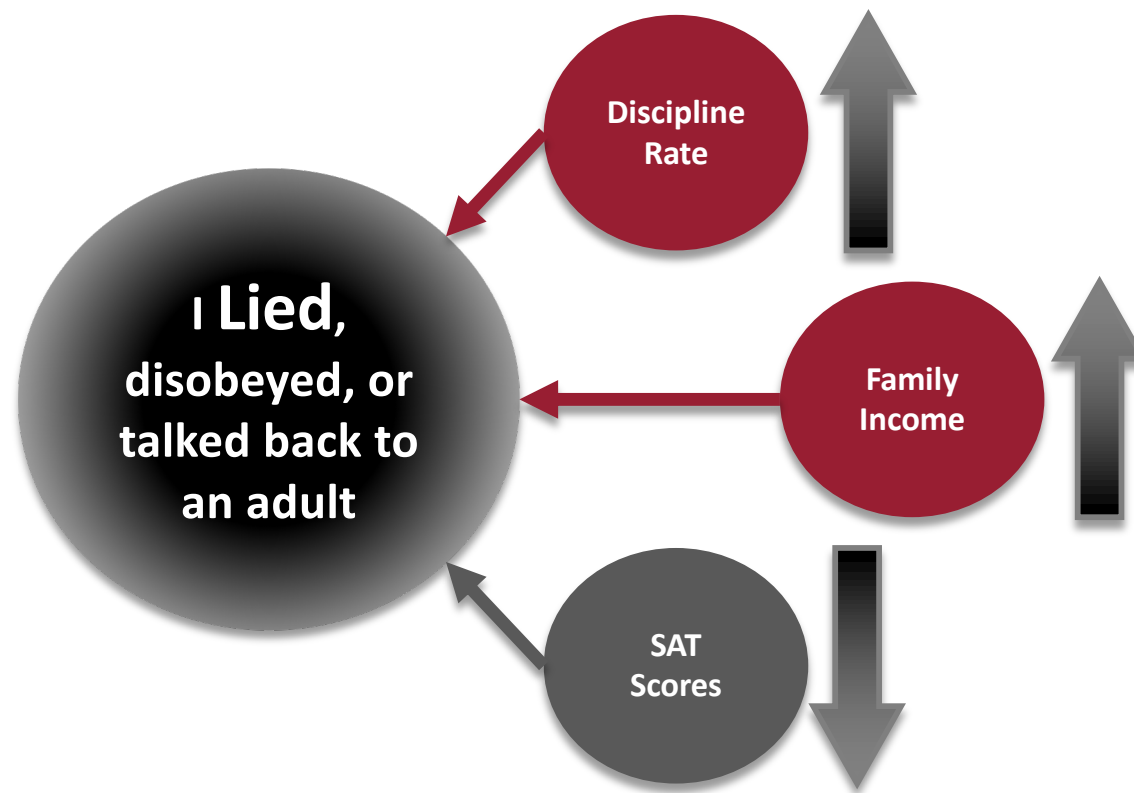 Discipline
Rate
I Lied,
disobeyed, or
talked back to
an adult
Family
Income
SAT
Scores